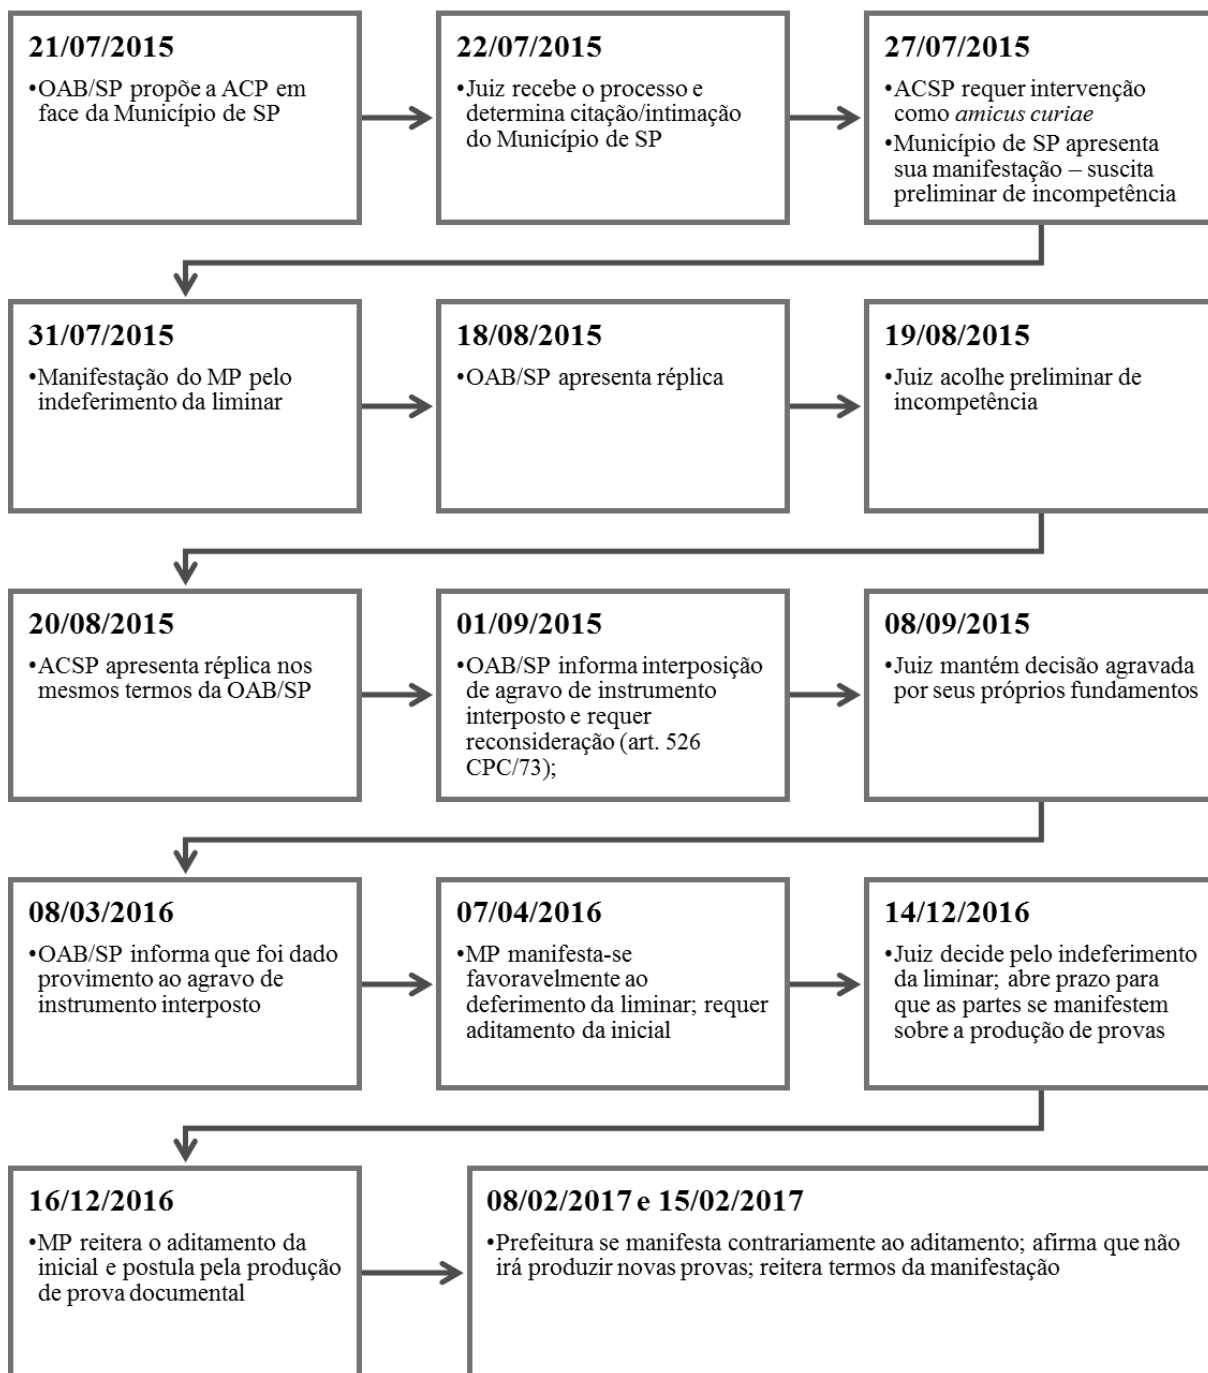 21/07/2015
•OAB/SP propõe a ACP em
face da Município de SP
22/07/2015
•Juiz recebe o processo e
determina citação/intimação
do Município de SP
27/07/2015
•ACSP requer intervenção
como amicus curiae
•Município de SP apresenta
sua manifestação – suscita
preliminar de incompetência
31/07/2015
•Manifestação do MP pelo
indeferimento da liminar
18/08/2015
•OAB/SP apresenta réplica
19/08/2015
•Juiz acolhe preliminar de
incompetência
20/08/2015
•ACSP apresenta réplica nos
mesmos termos da OAB/SP
01/09/2015
•OAB/SP informa interposição
de agravo de instrumento
interposto e requer
reconsideração (art. 526
CPC/73);
08/09/2015
•Juiz mantém decisão agravada
por seus próprios fundamentos
08/03/2016
•OAB/SP informa que foi dado
provimento ao agravo de
instrumento interposto
07/04/2016
•MP manifesta-se
favoravelmente ao
deferimento da liminar; requer
aditamento da inicial
14/12/2016
•Juiz decide pelo indeferimento
da liminar; abre prazo para
que as partes se manifestem
sobre a produção de provas
16/12/2016
•MP reitera o aditamento da
inicial e postula pela produção
de prova documental
08/02/2017 e 15/02/2017
•Prefeitura se manifesta contrariamente ao aditamento; afirma que não
irá produzir novas provas; reitera termos da manifestação